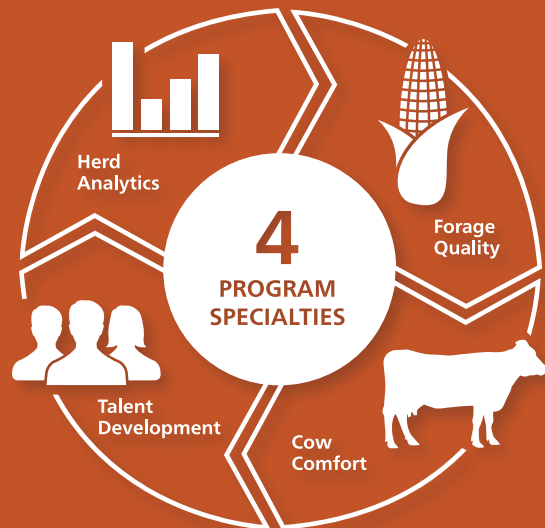 Herd
Analytics
Forage
Quality
4
PROGRAM
SPECIALTIES
Talent
Development
Cow
Comfort